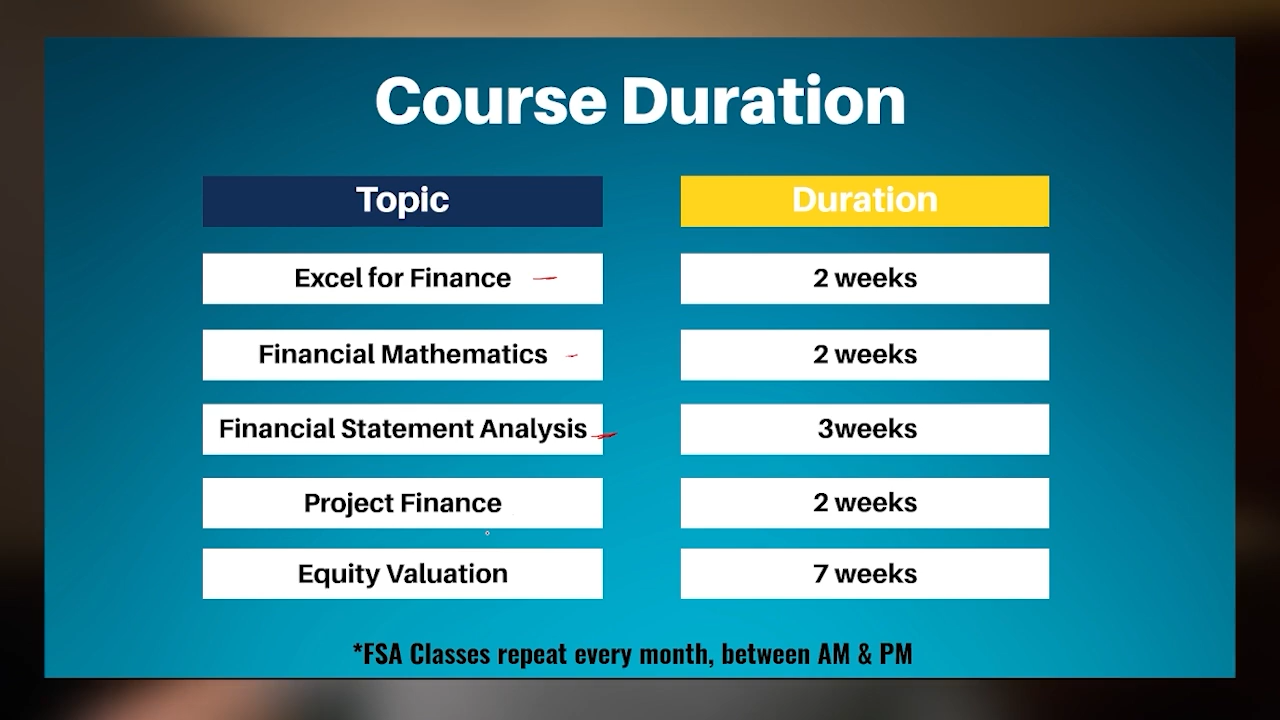 Course Duration
Topic Duration
Excel for Finance 2 weeks
Financial Mathematics 2 weeks
Financial Statement Analysis 3weeks
Project Finance 2 weeks
Equity Valuation 7 weeks
*FSA Classes repeat every month, between AM & PM